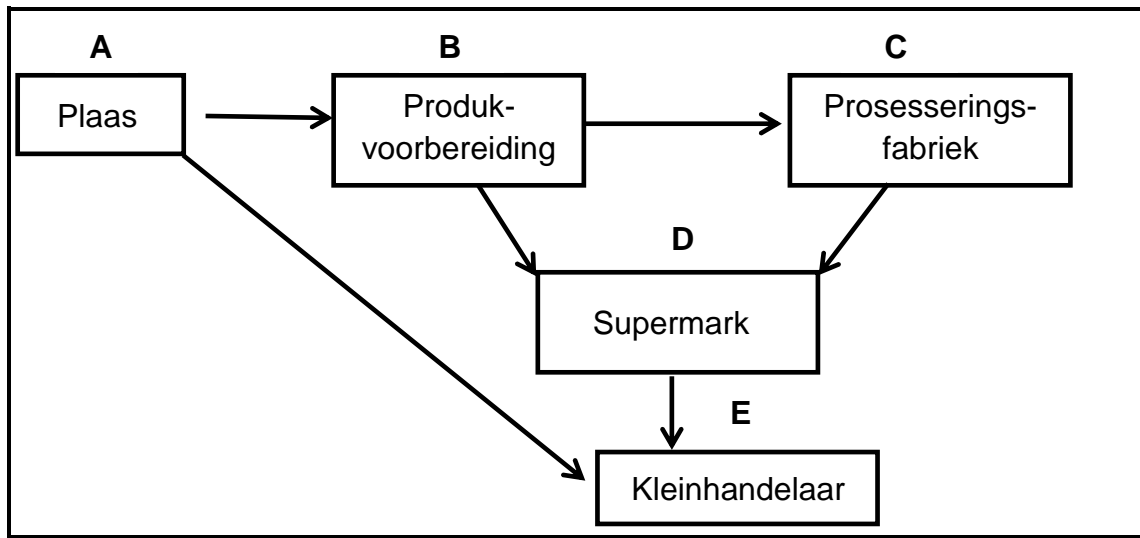 A
B
C
Plaas
Produk-
voorbereiding
Prosesserings-
fabriek
D
Supermark
E
Kleinhandelaar